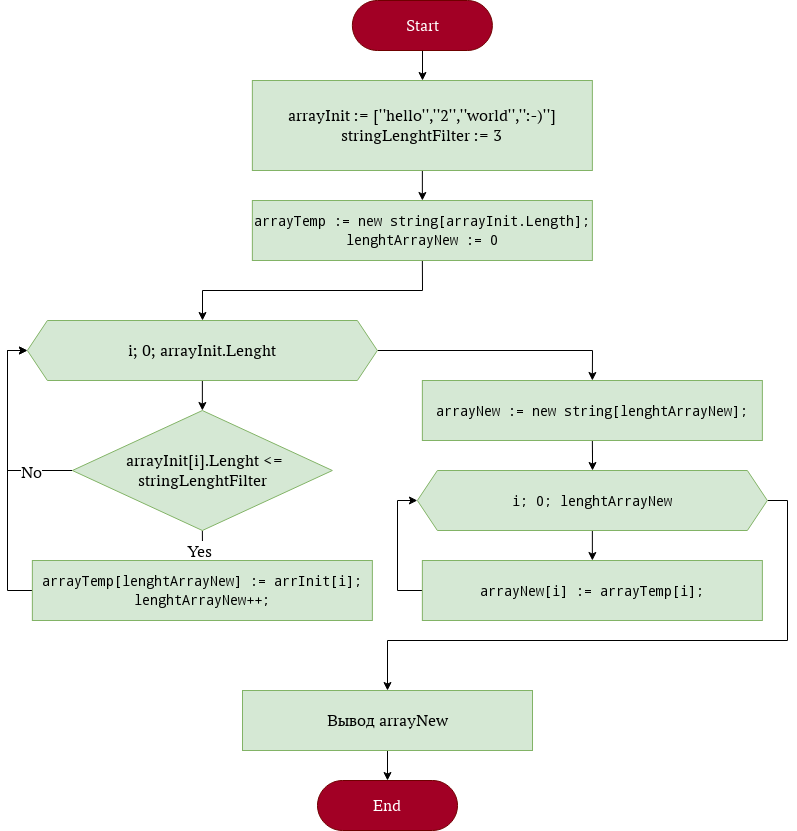 Start
arrayInit := ["hello","2","world",":-)"]
stringLenghtFilter := 3
arrayTemp := new string[arrayInit.Length];
lenghtArrayNew := 0
i; 0; arrayInit.Lenght
arrayInit[i].Lenght <=
stringLenghtFilter
No
Yes
arrayTemp[lenghtArrayNew] := arrInit[i];
lenghtArrayNew++;
arrayNew := new string[lenghtArrayNew];
i; 0; lenghtArrayNew
arrayNew[i] := arrayTemp[i];
Вывод arrayNew
End